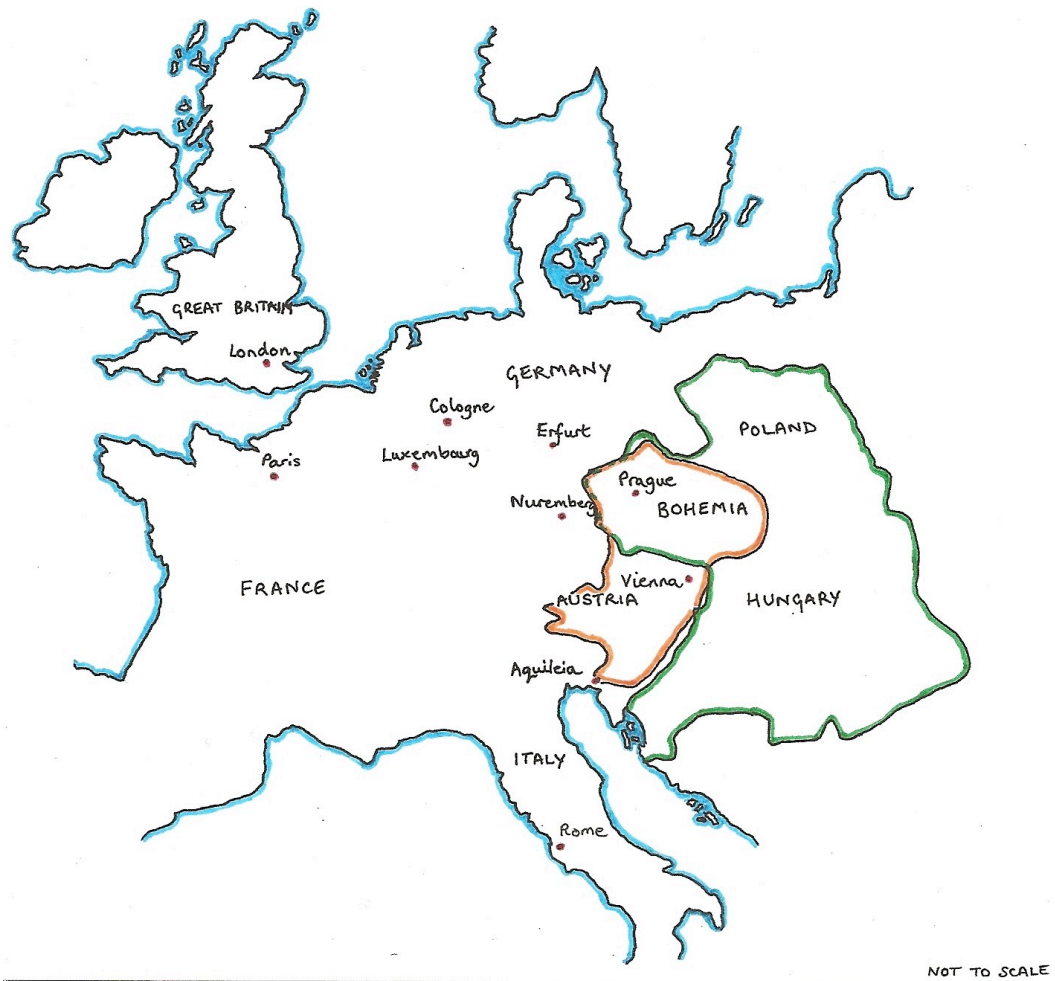 GREAT BRITAIN
London
GERMANY
Cologne
Erfurt
POLAND
Paris
Luxembourg
Prague
Nuremberg
BOHEMIA
FRANCE
Vienna
AUSTRIA
HUNGARY
Aquileia
ITALY
Rome
NOT TO SCALE